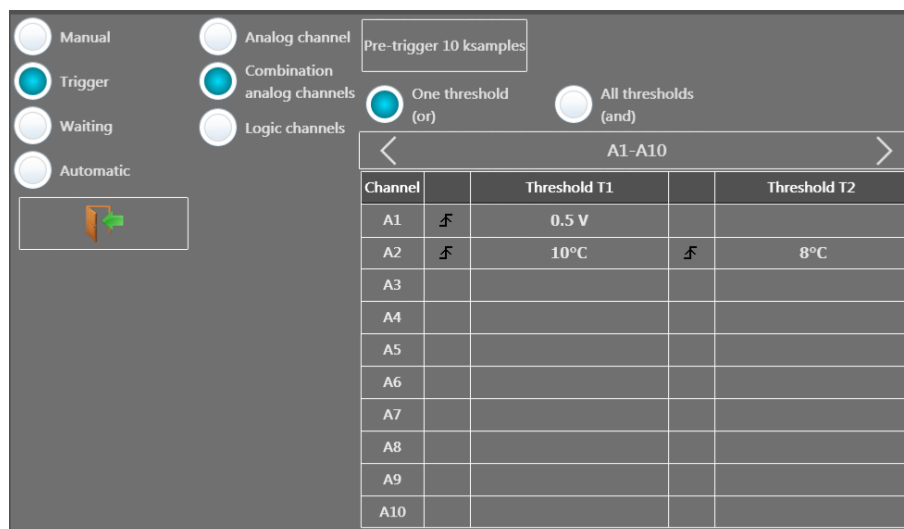 Manual
Trigger
Waiting
Automatic
Analog channel
Combination
analog channels
Logic channels
Pre-trigger 10 ksamples
One threshold
(or)
All thresholds
(and)
A1-A10
Channel Threshold T1 Threshold T2
A1 0.5 V
A2 10°C 8°C
A3
A4
A5
A6
A7
A8
A9
A10